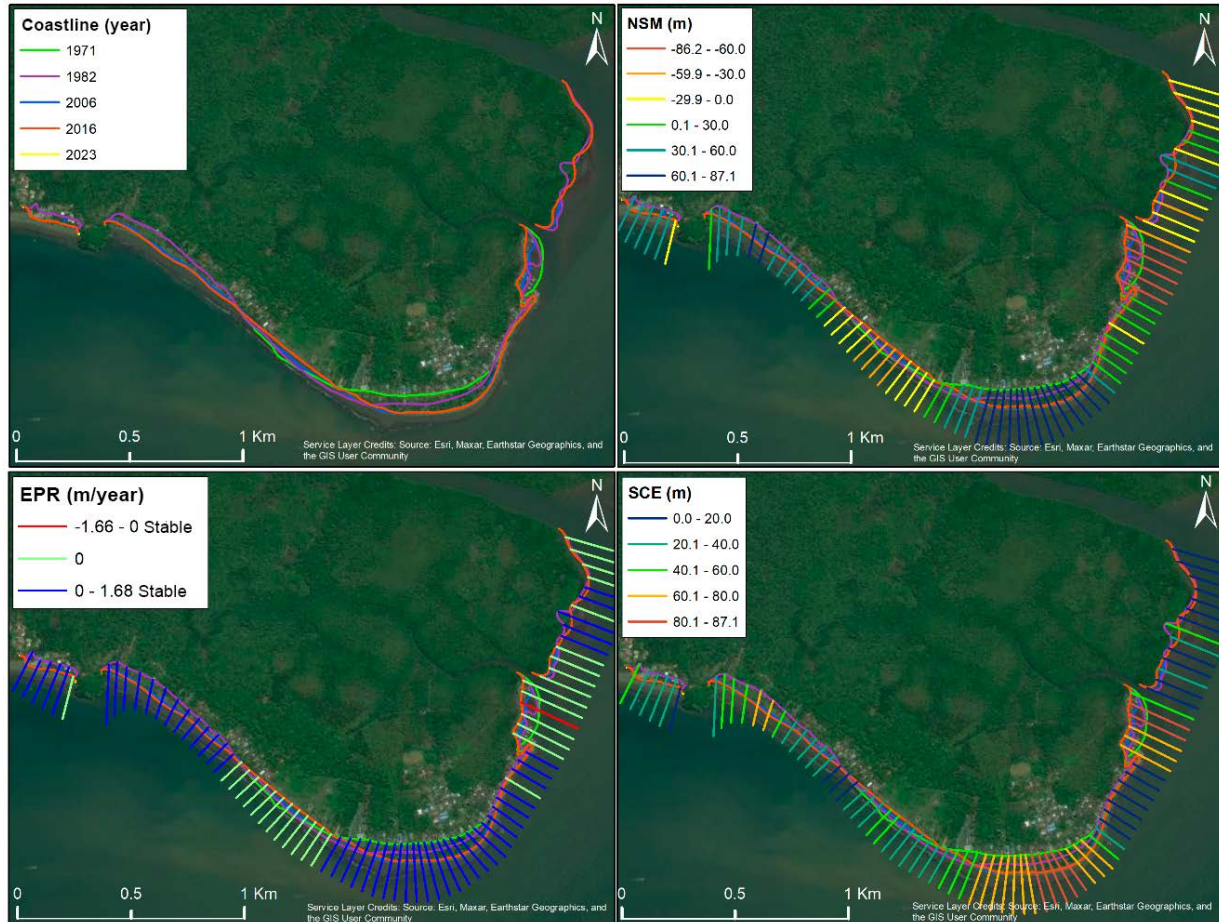 Coastline (year)
1971
1982
2006
2016
2023
N
0 0.5 1 Km
Service Layer Credits: Source: Esri, Maxar, Earthstar Geographics, and
the GIS User Community
NSM (m)
-86.2 - -60.0
-59.9 - -30.0
-29.9 - 0.0
0.1 - 30.0
30.1 - 60.0
60.1 - 87.1
N
0 0.5 1 Km
Service Layer Credits: Source: Esri, Maxar, Earthstar Geographics, and
the GIS User Community
EPR (m/year)
-1.66 - 0 Stable
0
0 - 1.68 Stable
N
0 0.5 1 Km
Service Layer Credits: Source: Esri, Maxar, Earthstar Geographics, and
the GIS User Community
SCE (m)
0.0 - 20.0
20.1 - 40.0
40.1 - 60.0
60.1 - 80.0
80.1 - 87.1
N
0 0.5 1 Km
Service Layer Credits: Source: Esri, Maxar, Earthstar Geographics, and
the GIS User Community